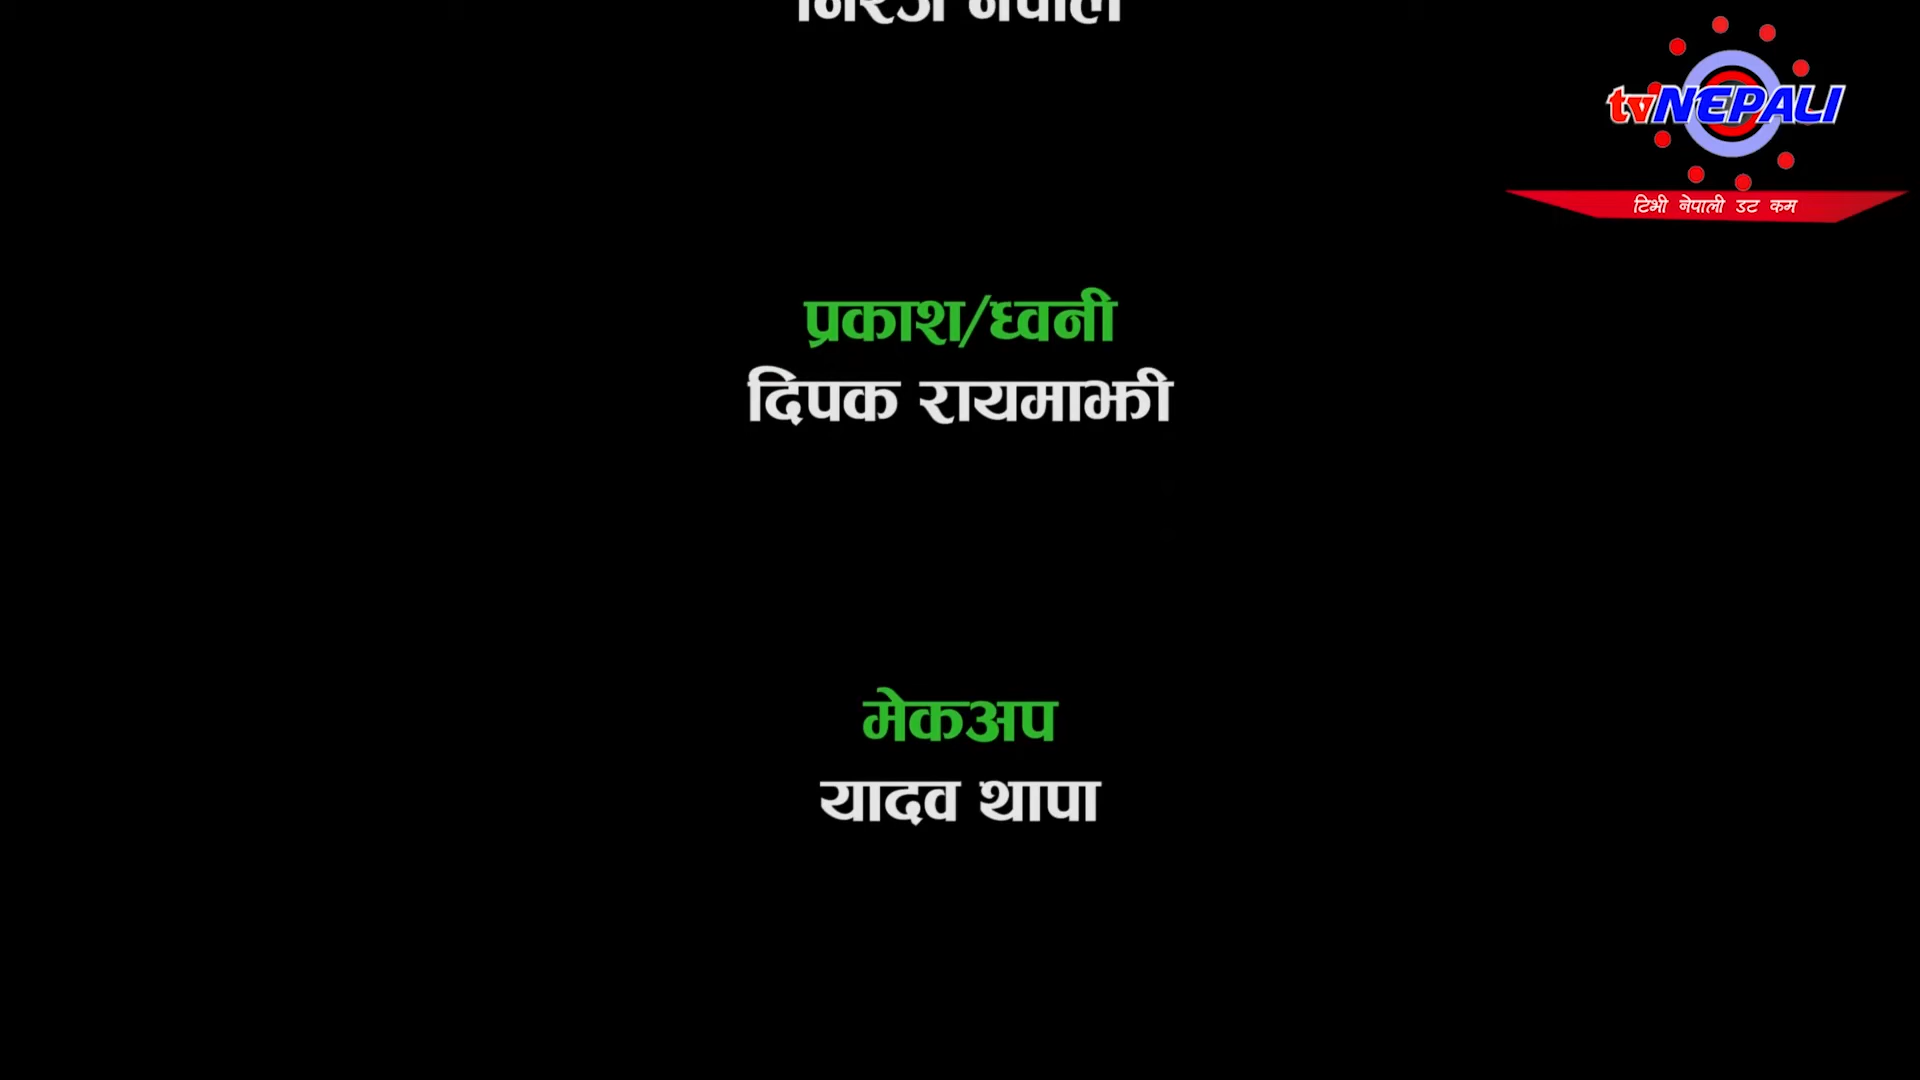 नेपाल
tvNEPALI
टिभी नेपाली डट कम
प्रकाश/ध्वनी
दिपक रायमाझी
मेकअप
यादव थापा